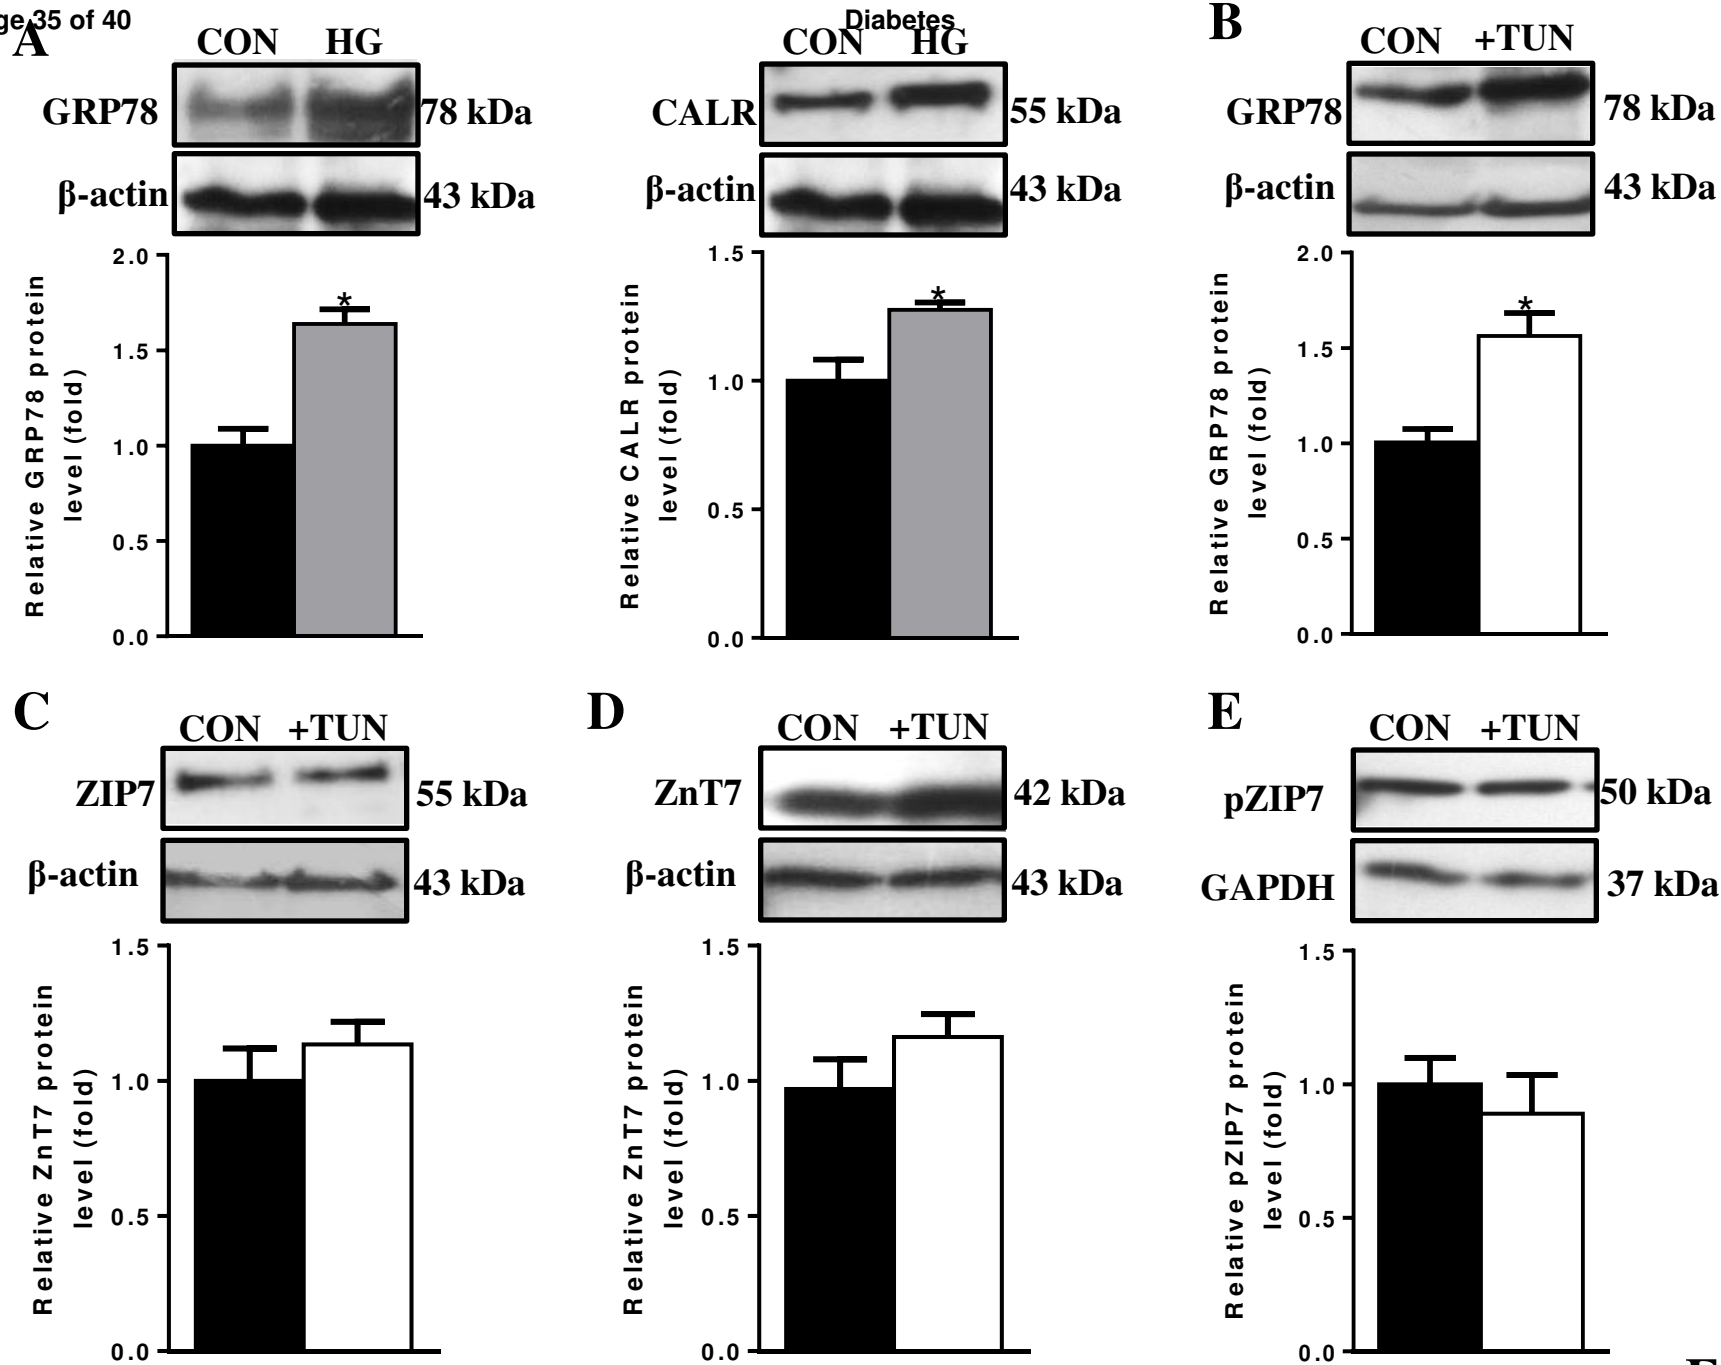 ge 35 of 40
Diabetes
A
CON HG
GRP78 78 kDa
β-actin 43 kDa
Relative GRP78 protein
level (fold)
2.0
1.5
1.0
0.5
0.0
*
CON HG
CALR 55 kDa
β-actin 43 kDa
Relative CALR protein
level (fold)
1.5
1.0
0.5
0.0
*
B
CON +TUN
GRP78 78 kDa
β-actin 43 kDa
Relative GRP78 protein
level (fold)
2.0
1.5
1.0
0.5
0.0
*
C
CON +TUN
ZIP7 55 kDa
β-actin 43 kDa
Relative ZnT7 protein
level (fold)
1.5
1.0
0.5
0.0
D
CON +TUN
ZnT7 42 kDa
β-actin 43 kDa
Relative ZnT7 protein
level (fold)
1.5
1.0
0.5
0.0
E
CON +TUN
pZIP7 50 kDa
GAPDH 37 kDa
Relative pZIP7 protein
level (fold)
1.5
1.0
0.5
0.0